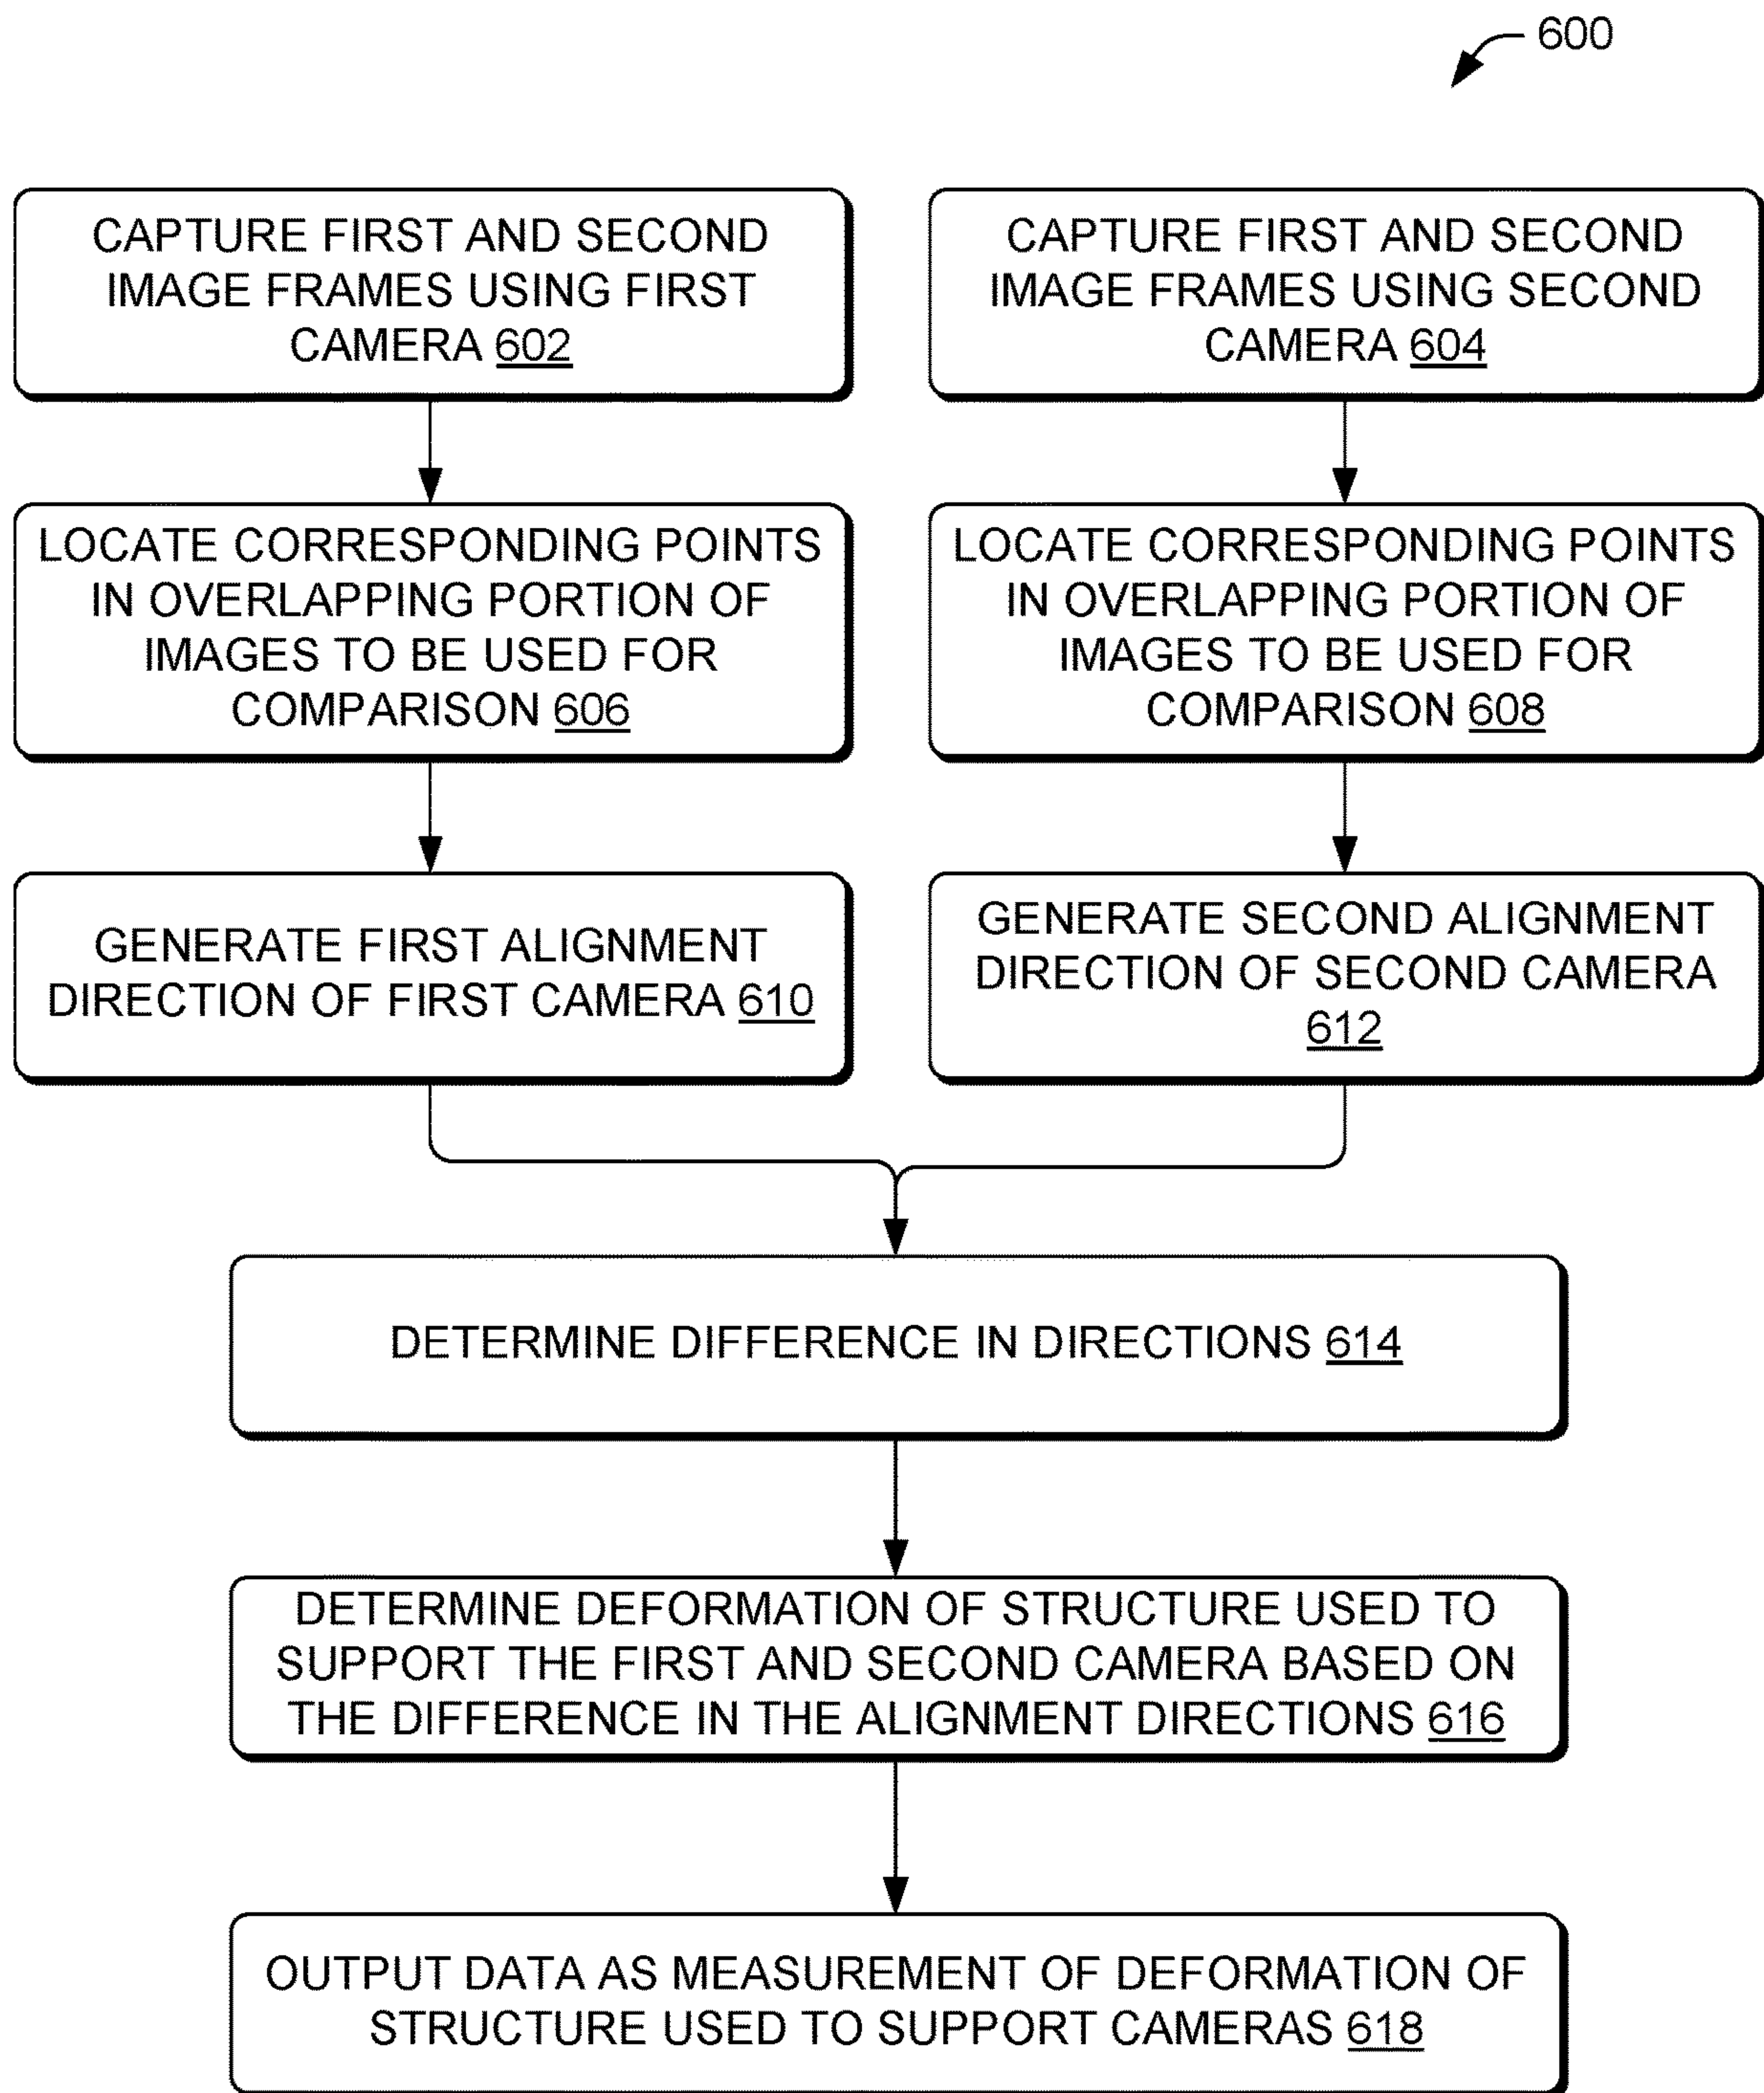 600
CAPTURE FIRST AND SECOND
IMAGE FRAMES USING FIRST
CAMERA 602
CAPTURE FIRST AND SECOND
IMAGE FRAMES USING SECOND
CAMERA 604
LOCATE CORRESPONDING POINTS
IN OVERLAPPING PORTION OF
IMAGES TO BE USED FOR
COMPARISON 606
LOCATE CORRESPONDING POINTS
IN OVERLAPPING PORTION OF
IMAGES TO BE USED FOR
COMPARISON 608
GENERATE FIRST ALIGNMENT
DIRECTION OF FIRST CAMERA 610
GENERATE SECOND ALIGNMENT
DIRECTION OF SECOND CAMERA
612
DETERMINE DIFFERENCE IN DIRECTIONS 614
DETERMINE DEFORMATION OF STRUCTURE USED TO
SUPPORT THE FIRST AND SECOND CAMERA BASED ON
THE DIFFERENCE IN THE ALIGNMENT DIRECTIONS 616
OUTPUT DATA AS MEASUREMENT OF DEFORMATION OF
STRUCTURE USED TO SUPPORT CAMERAS 618